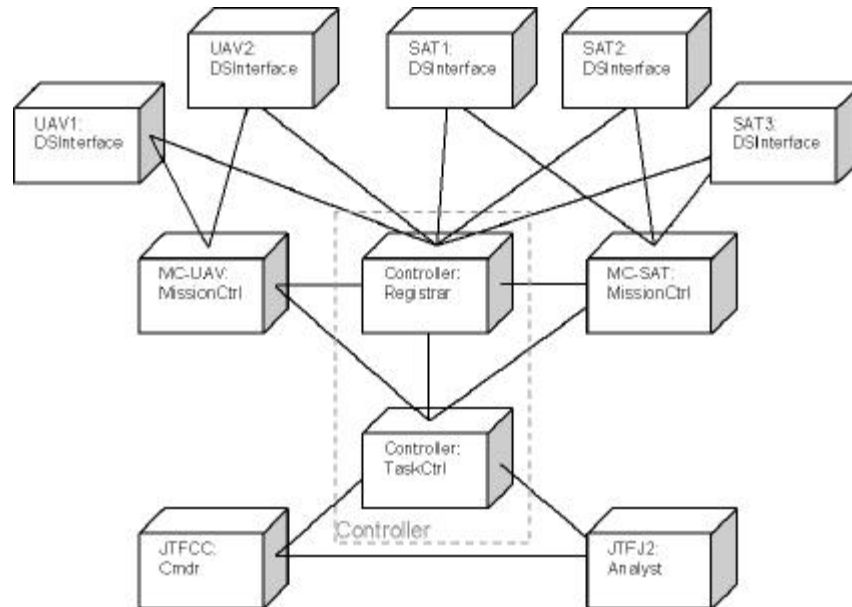 UAV2:
DSInterface
SAT1:
DSInterface
SAT2:
DSInterface
UAV1:
DSInterface
SAT3:
DSInterface
MC-UAV:
MissionCtrl
Controller:
Registrar
MC-SAT:
MissionCtrl
Controller:
TaskCtrl
Controller
JTFCC:
Cmdr
JTFJ2:
Analyst